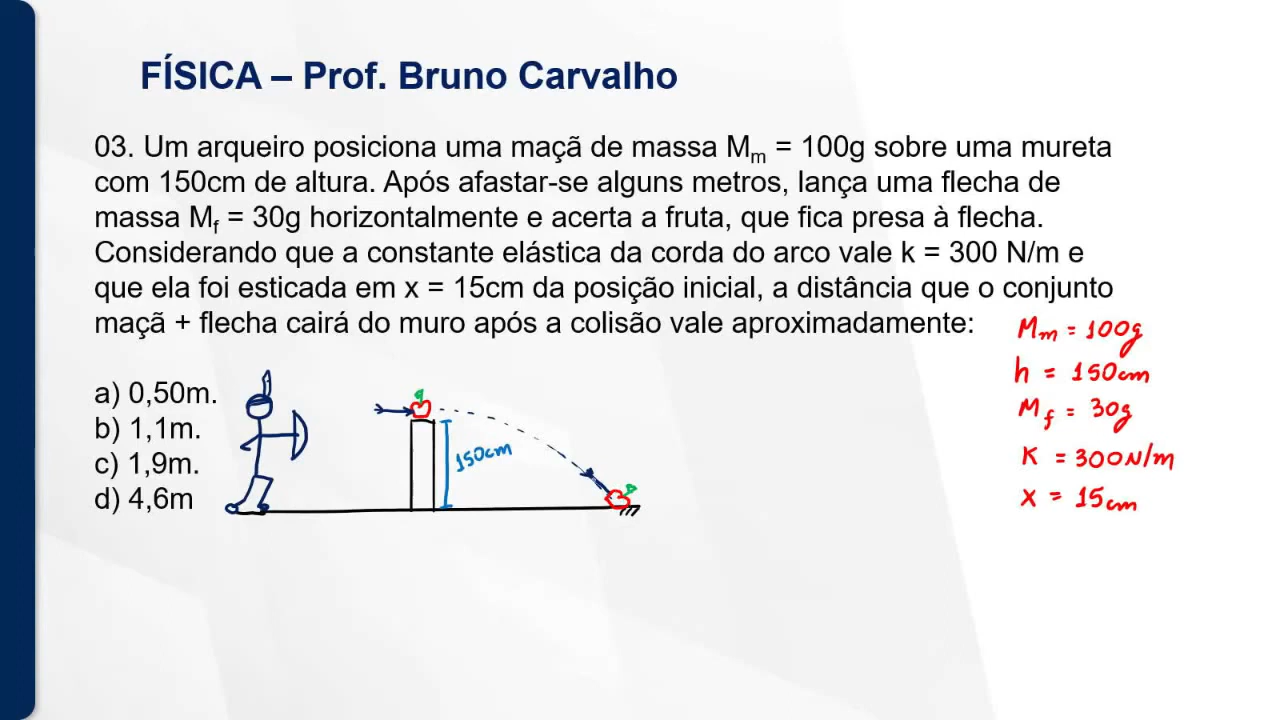 FÍSICA – Prof. Bruno Carvalho
03. Um arqueiro posiciona uma maçã de massa Mm = 100g sobre uma mureta
com 150cm de altura. Após afastar-se alguns metros, lança uma flecha de
massa Mf = 30g horizontalmente e acerta a fruta, que fica presa à flecha.
Considerando que a constante elástica da corda do arco vale k = 300 N/m e
que ela foi esticada em x = 15cm da posição inicial, a distância que o conjunto
maçã + flecha cairá do muro após a colisão vale aproximadamente:
a) 0,50m.
b) 1,1m.
c) 1,9m.
d) 4,6m
150cm
Mm = 100g
h = 150cm
Mf = 30g
K = 300N/m
x = 15cm